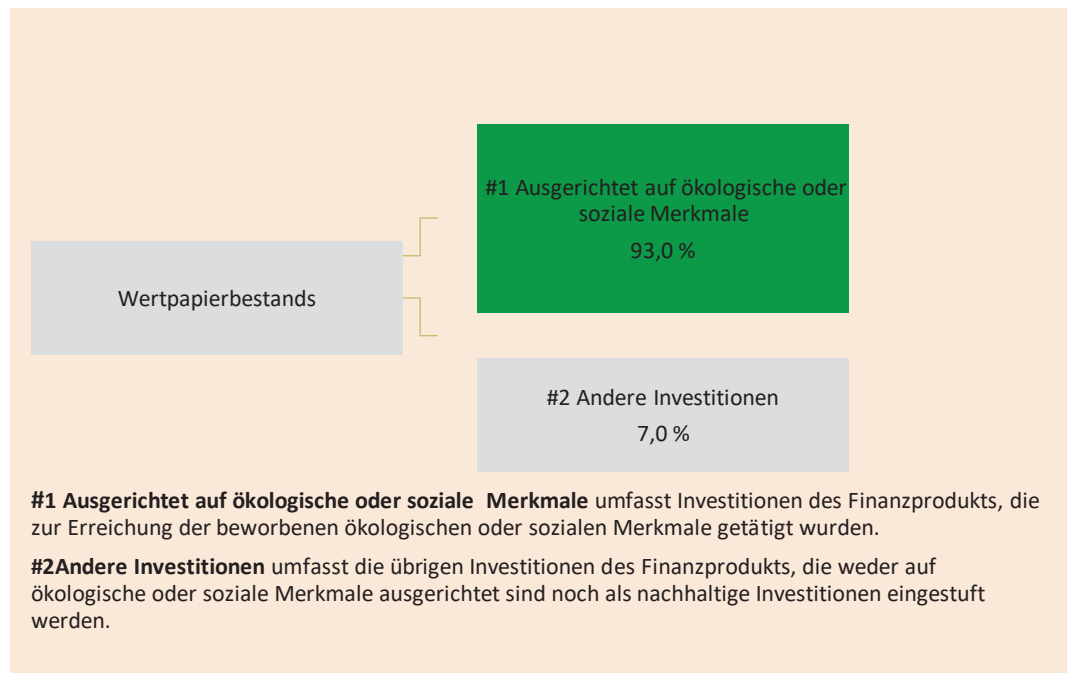 #1 Ausgerichtet auf ökologische oder
soziale Merkmale
93,0 %
Wertpapierbestands
#2 Andere Investitionen
7,0 %
#1 Ausgerichtet auf ökologische oder soziale Merkmale umfasst Investitionen des Finanzprodukts, die
zur Erreichung der beworbenen ökologischen oder sozialen Merkmale getätigt wurden.
#2Andere Investitionen umfasst die übrigen Investitionen des Finanzprodukts, die weder auf
ökologische oder soziale Merkmale ausgerichtet sind noch als nachhaltige Investitionen eingestuft
werden.